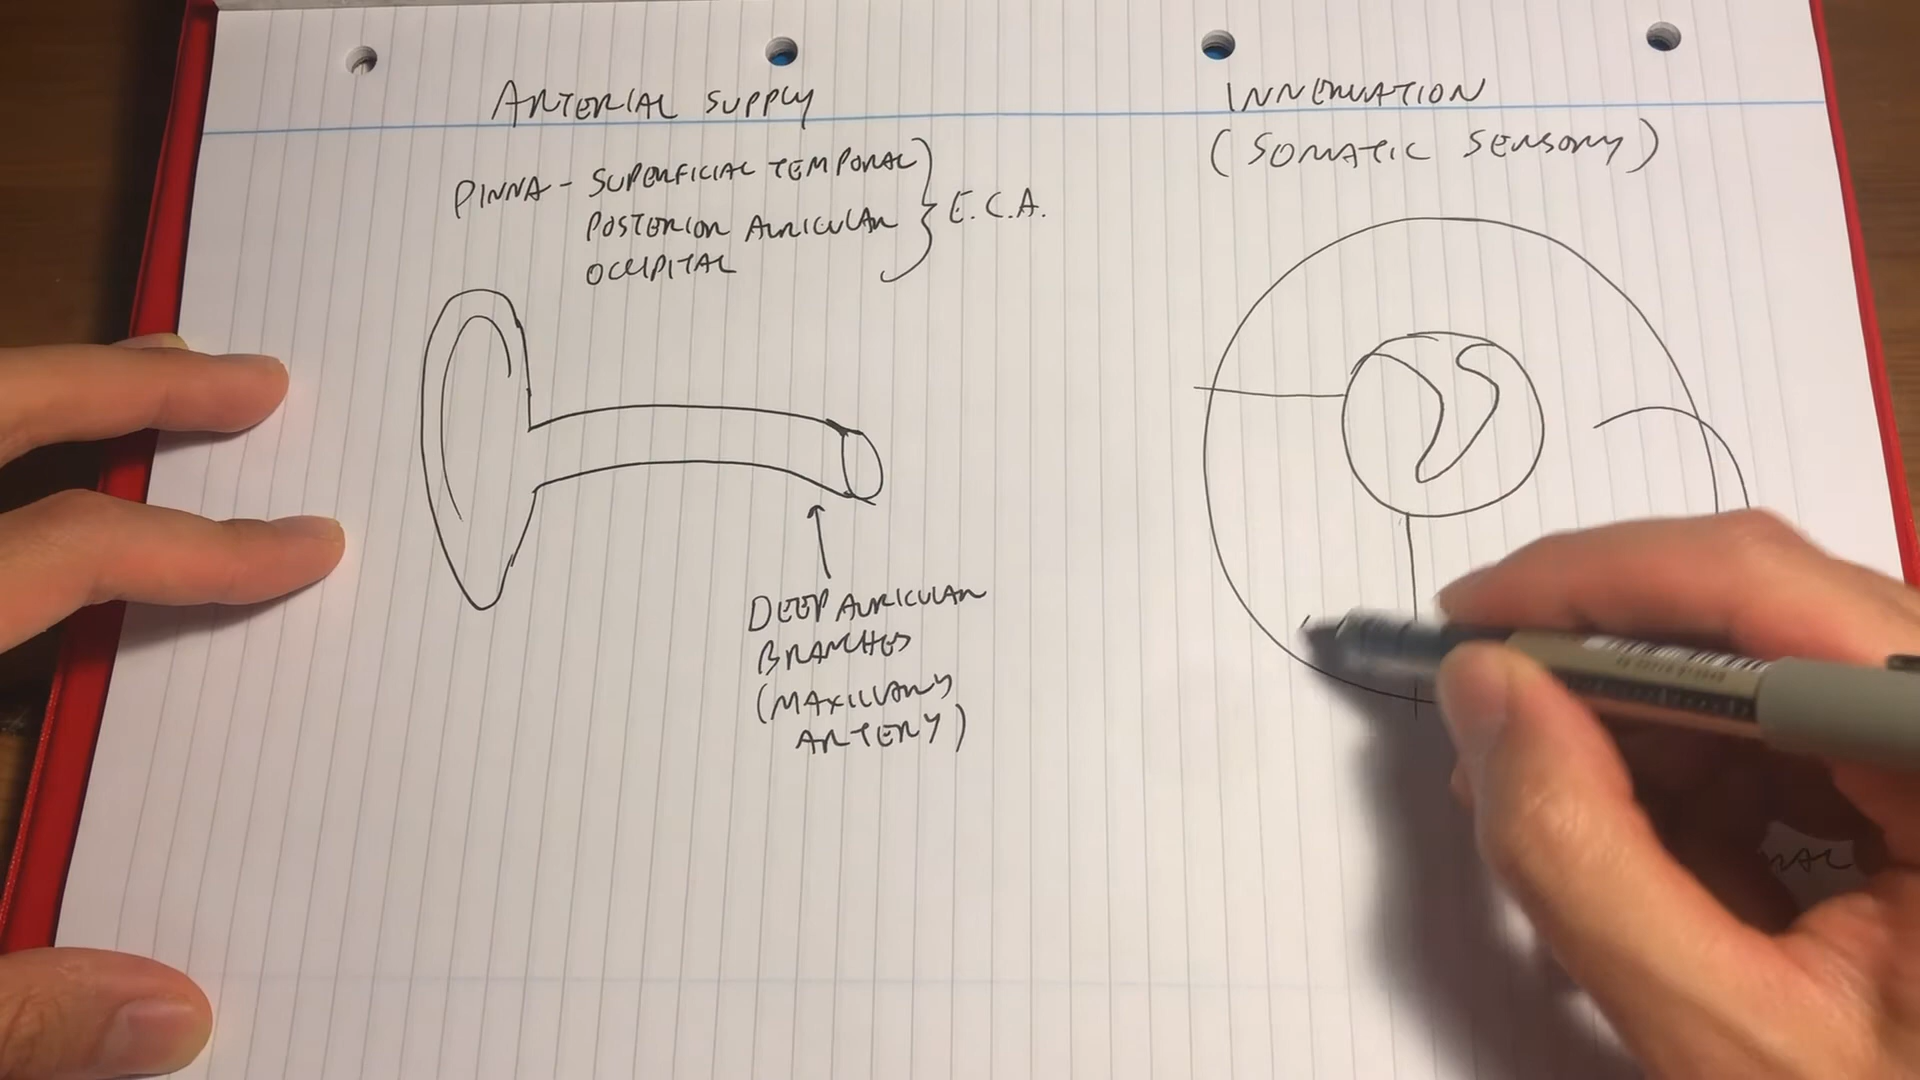 ARTERIAL SUPPLY
PINNA - SUPERFICIAL TEMPORAL
POSTERIOR AURICULAR
OCCIPITAL
E.C.A.
DEEP AURICULAR
BRANCHES
(MAXILLARY
ARTERY)
INNERVATION
(SOMATIC SENSORY)